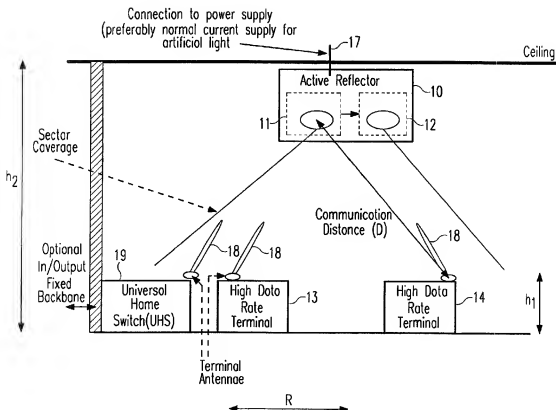 Connection to power supply
(preferably normal current supply for
artificiol light)
17
Ceiling
Active Reflector
10
11
12
Sector
Coverage
h2
Communication
Distance (D)
18
18
18
Optional
In/Output
Fixed
Backbone
19
Universal
Home
Switch(UHS)
High Data
Rate
Terminal
13
High Data
Rate
Terminal
14
h1
Terminal
Antennae
R